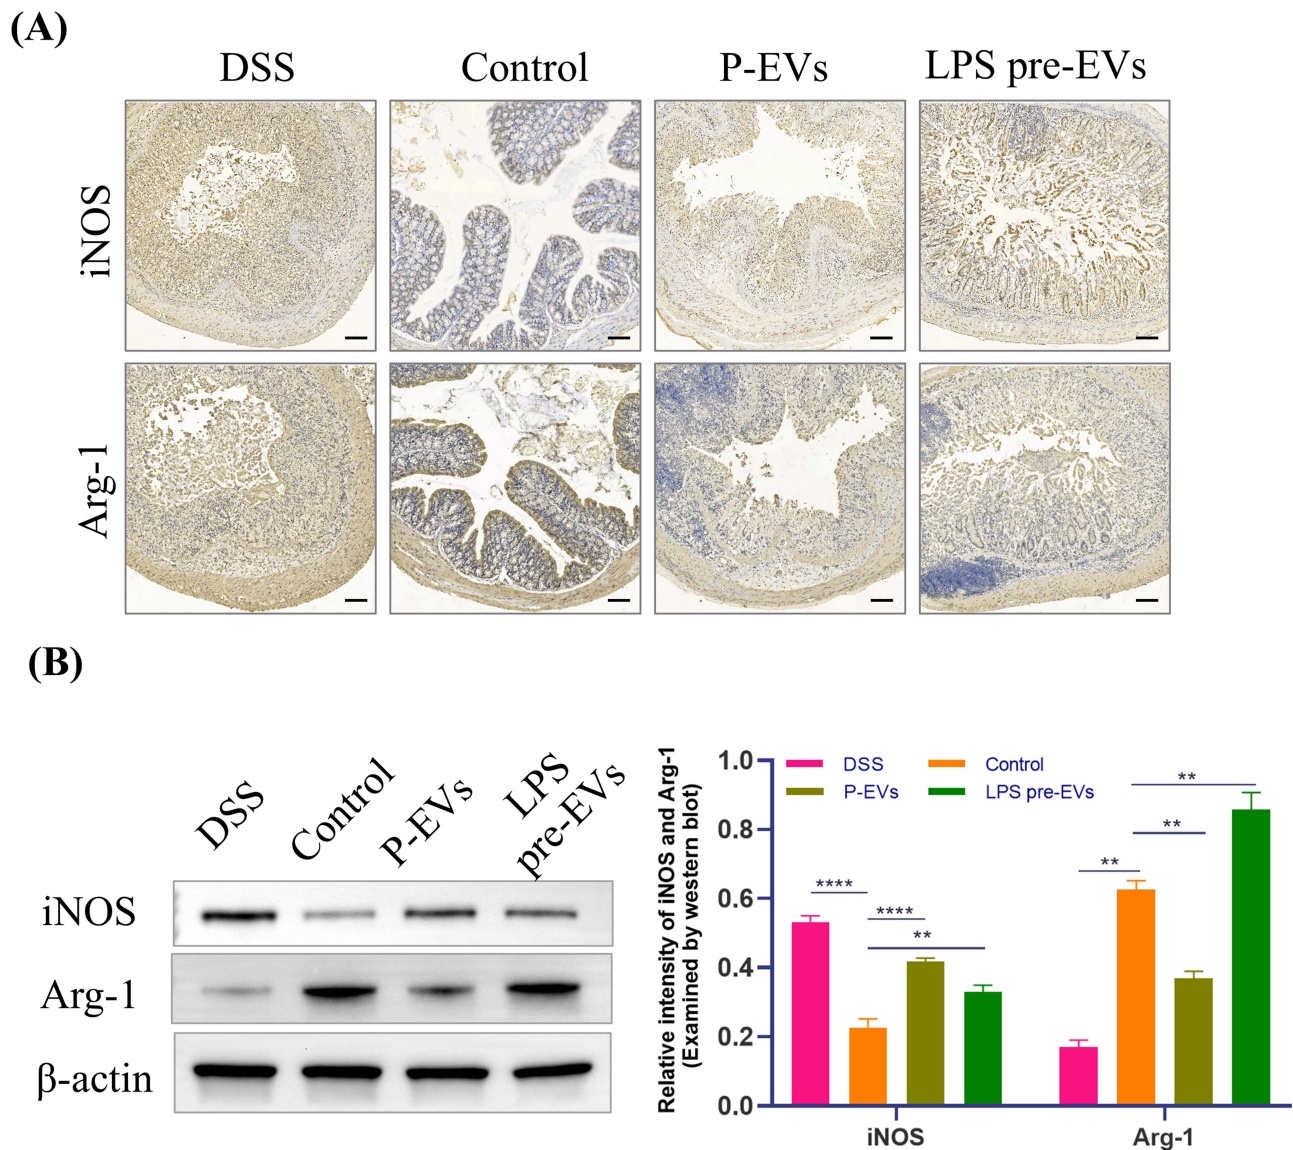 (A)
DSS Control P-EVs LPS pre-EVs
iNOS
Arg-1
(B)
DSS Control P-EVs LPS
pre-EVs
iNOS
Arg-1
β-actin
Relative intensity of iNOS and Arg-1
(Examined by western blot)
1.0
0.8
0.6
0.4
0.2
0.0
DSS Control
P-EVs LPS pre-EVs
**** **** ** ** ** **
iNOS Arg-1